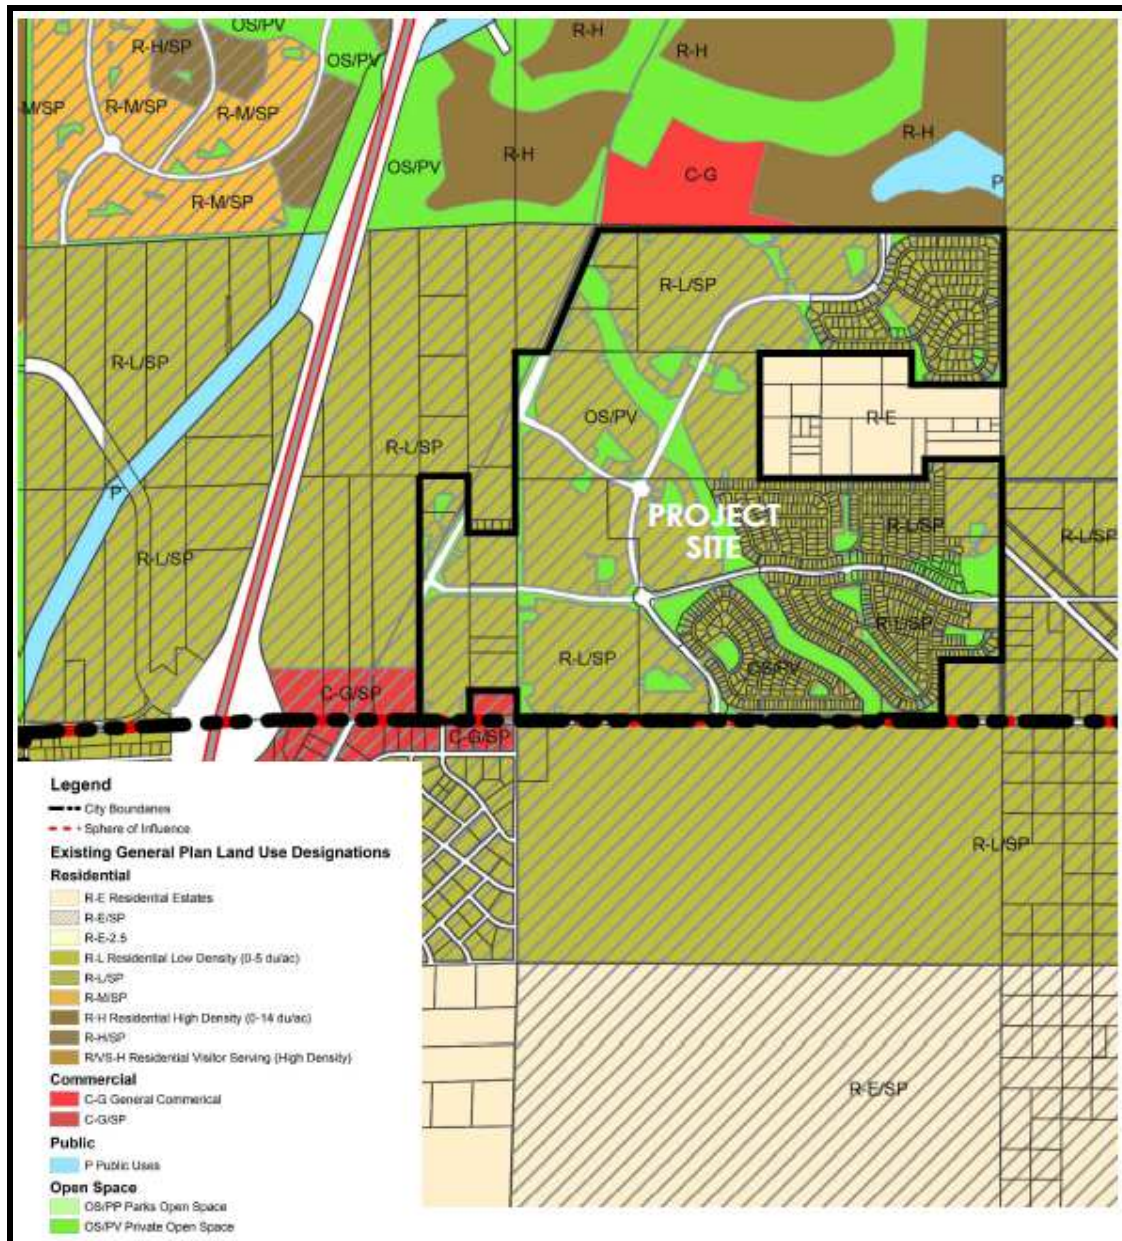 OS/PV
R-H
R-H/SP
OS/PV
R-H
M/SP
R-M/SP
R-M/SP
R-H
R-H
OS/PV
C-G
P
R-M/SP
R-L/SP
R-L/SP
OS/PV
R-E
R-L/SP
P
PROJECT
SITE
R-L/SP
R-L/SP
R-L/SP
R-L/SP
R-L/SP
OS/PV
C-G/SP
C-G/SP
Legend
City Boundaries
Sphere of Influence
Existing General Plan Land Use Designations
Residential
R-E Residential Estates
R-E/SP
R-E-2.5
R-L Residential Low Density (0-5 du/ac)
R-L/SP
R-M/SP
R-H Residential High Density (0-14 du/ac)
R-H/SP
R/VS-H Residential Visitor Serving (High Density)
Commercial
C-G General Commerical
C-G/SP
Public
P Public Uses
Open Space
OS/PP Parks Open Space
OS/PV Private Open Space
R-L/SP
R-E/SP